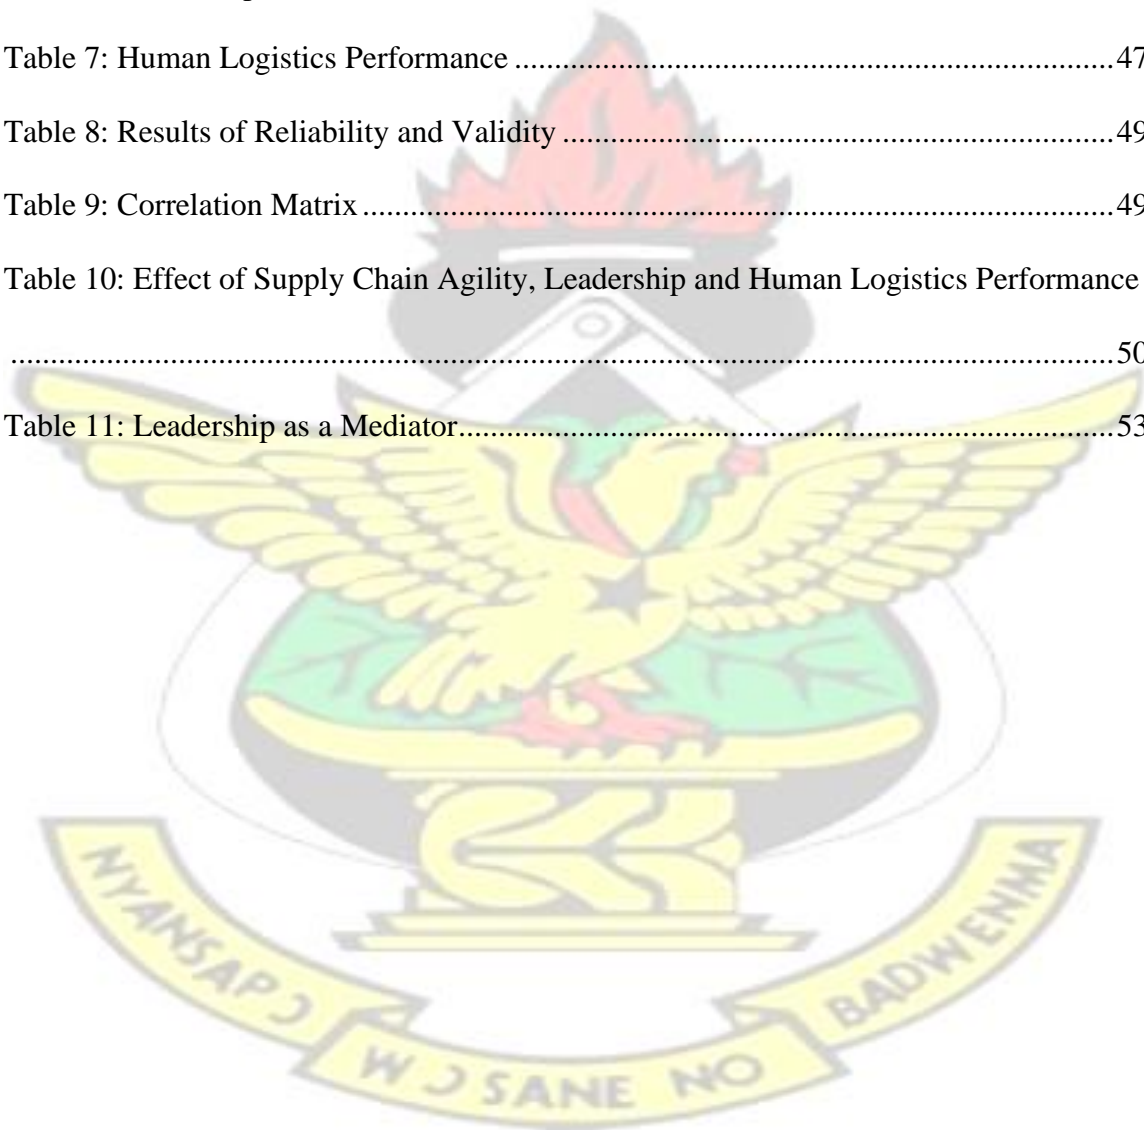 Table 7: Human Logistics Performance ........................................................................... 47
Table 8: Results of Reliability and Validity ..................................................................... 49
Table 9: Correlation Matrix .............................................................................................. 49
Table 10: Effect of Supply Chain Agility, Leadership and Human Logistics Performance
.......................................................................................................................................... 50
Table 11: Leadership as a Mediator .................................................................................. 53
NYANSAPƆ WƆSANE NO BADWENMA